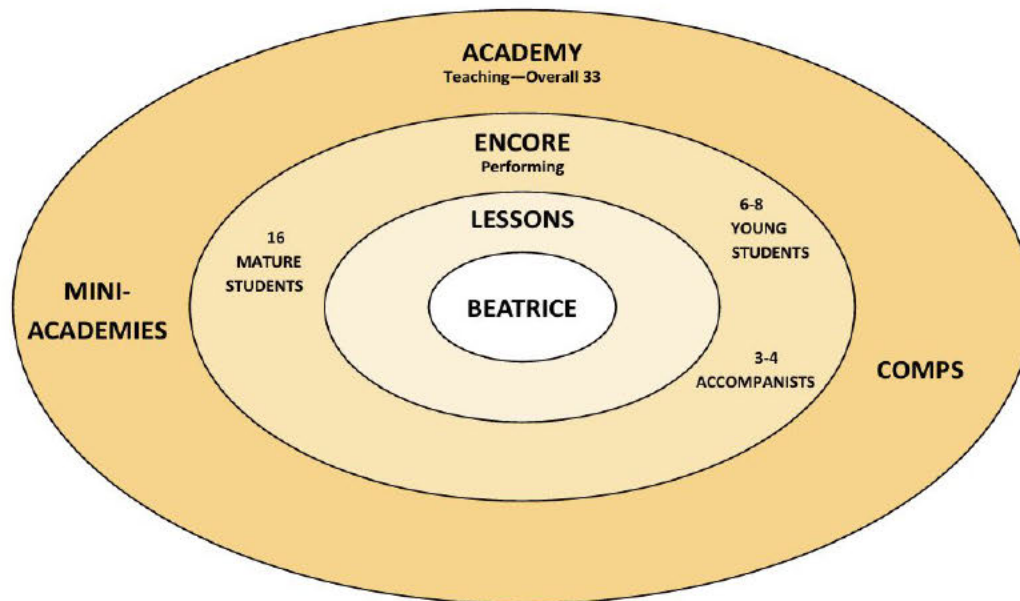 ACADEMY
Teaching—Overall 33
ENCORE
Performing
LESSONS
BEATRICE
16
MATURE
STUDENTS
6-8
YOUNG
STUDENTS
3-4
ACCOMPANISTS
MINI-
ACADEMIES
COMPS